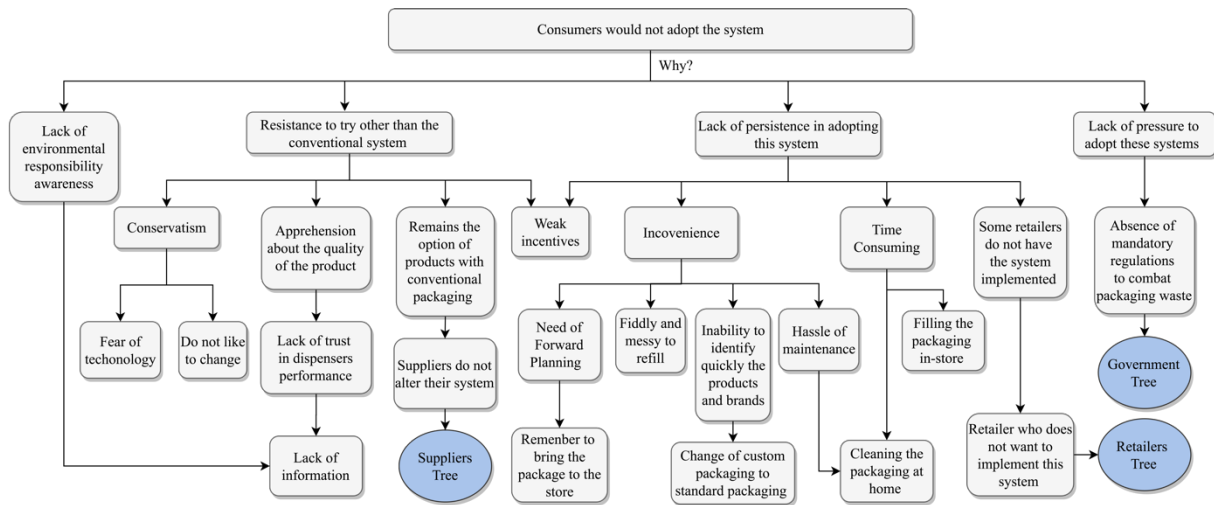 Consumers would not adopt the system
Why?
Lack of
environmental
responsibility
awareness
Resistance to try other than the
conventional system
Lack of persistence in adopting
this system
Lack of pressure to
adopt these systems
Conservatism
Apprehension
about the quality
of the product
Remains the
option of
products with
conventional
packaging
Weak
incentives
Incovenience
Time
Consuming
Some retailers
do not have
the system
implemented
Absence of
mandatory
regulations
to combat
packaging waste
Fear of
techonology
Do not like
to change
Lack of trust
in dispensers
performance
Suppliers do not
alter their system
Need of
Forward
Planning
Fiddly and
messy to
refill
Inability to
identify
quickly the
products
and brands
Hassle of
maintenance
Filling the
packaging
in-store
Government
Tree
Lack of
information
Suppliers
Tree
Remenber to
bring the
package to the
store
Change of custom
packaging to
standard packaging
Cleaning the
packaging at
home
Retailer who does
not want to
implement this
system
Retailers
Tree